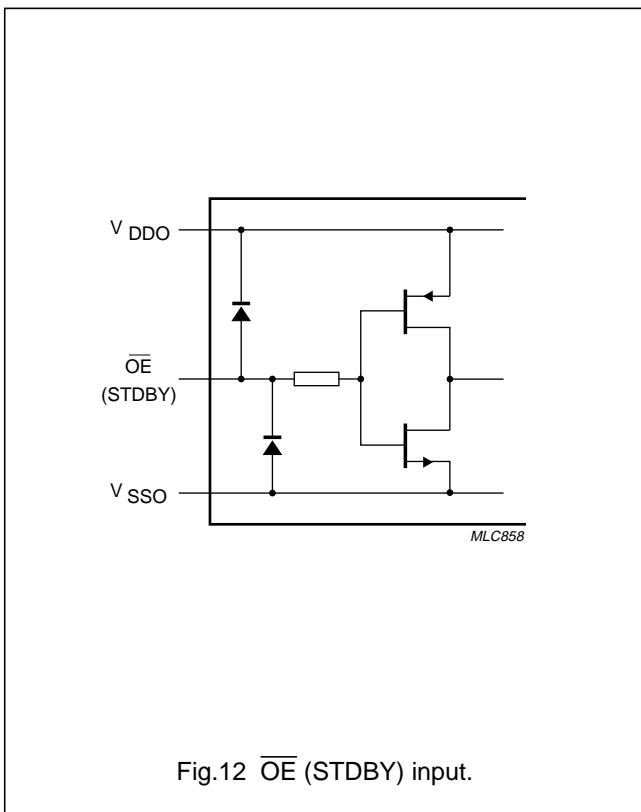 V DDO
OE
(STDBY)
V SSO
MLC858
Fig.12 OE (STDBY) input.